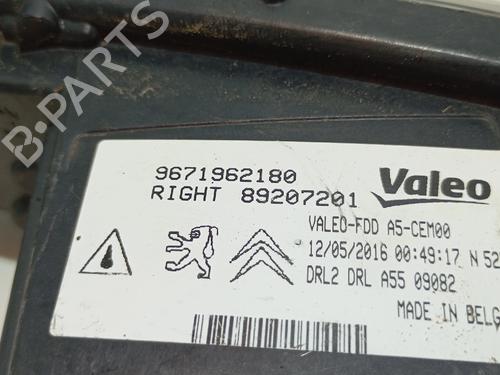 9671962180
RIGHT 89207201
Valeo
VALEO-FDD A5-CEM00
12/05/2016 00:49:17 N 52
DRL2 DRL A55 09082
MADE IN BELG
B-PARTS